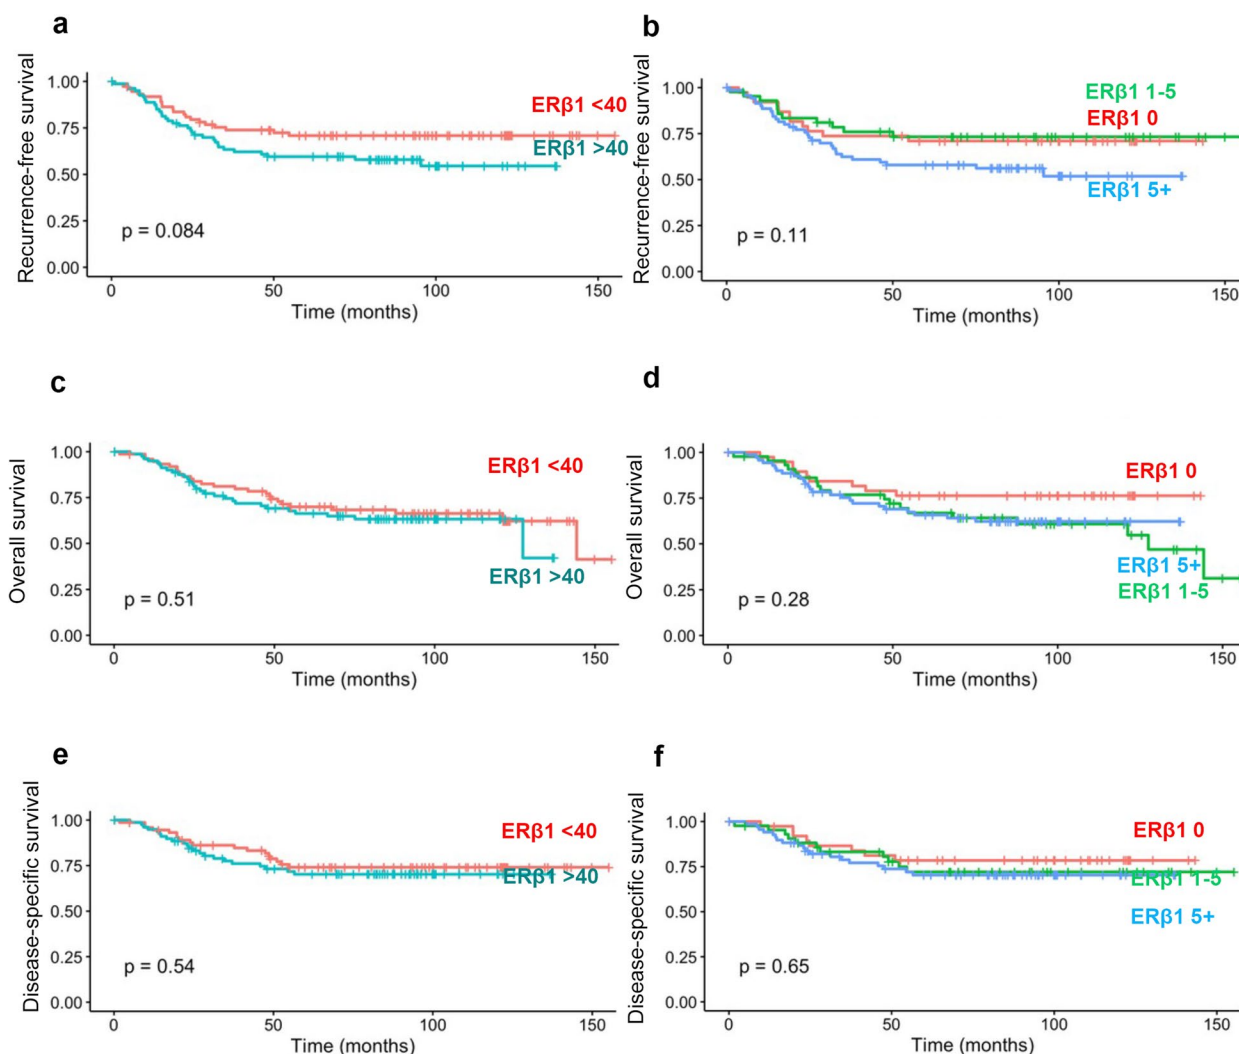 a
Recurrence-free survival
1.00
0.75
0.50
0.25
0.00
ERβ1 <40
ERβ1 >40
p = 0.084
0 50 100 150
Time (months)
b
Recurrence-free survival
1.00
0.75
0.50
0.25
0.00
ERβ1 1-5
ERβ1 0
ERβ1 5+
p = 0.11
0 50 100 150
Time (months)
c
Overall survival
1.00
0.75
0.50
0.25
0.00
ERβ1 <40
ERβ1 >40
p = 0.51
0 50 100 150
Time (months)
d
Overall survival
1.00
0.75
0.50
0.25
0.00
ERβ1 0
ERβ1 5+
ERβ1 1-5
p = 0.28
0 50 100 150
Time (months)
e
Disease-specific survival
1.00
0.75
0.50
0.25
0.00
ERβ1 <40
ERβ1 >40
p = 0.54
0 50 100 150
Time (months)
f
Disease-specific survival
1.00
0.75
0.50
0.25
0.00
ERβ1 0
ERβ1 1-5
ERβ1 5+
p = 0.65
0 50 100 150
Time (months)